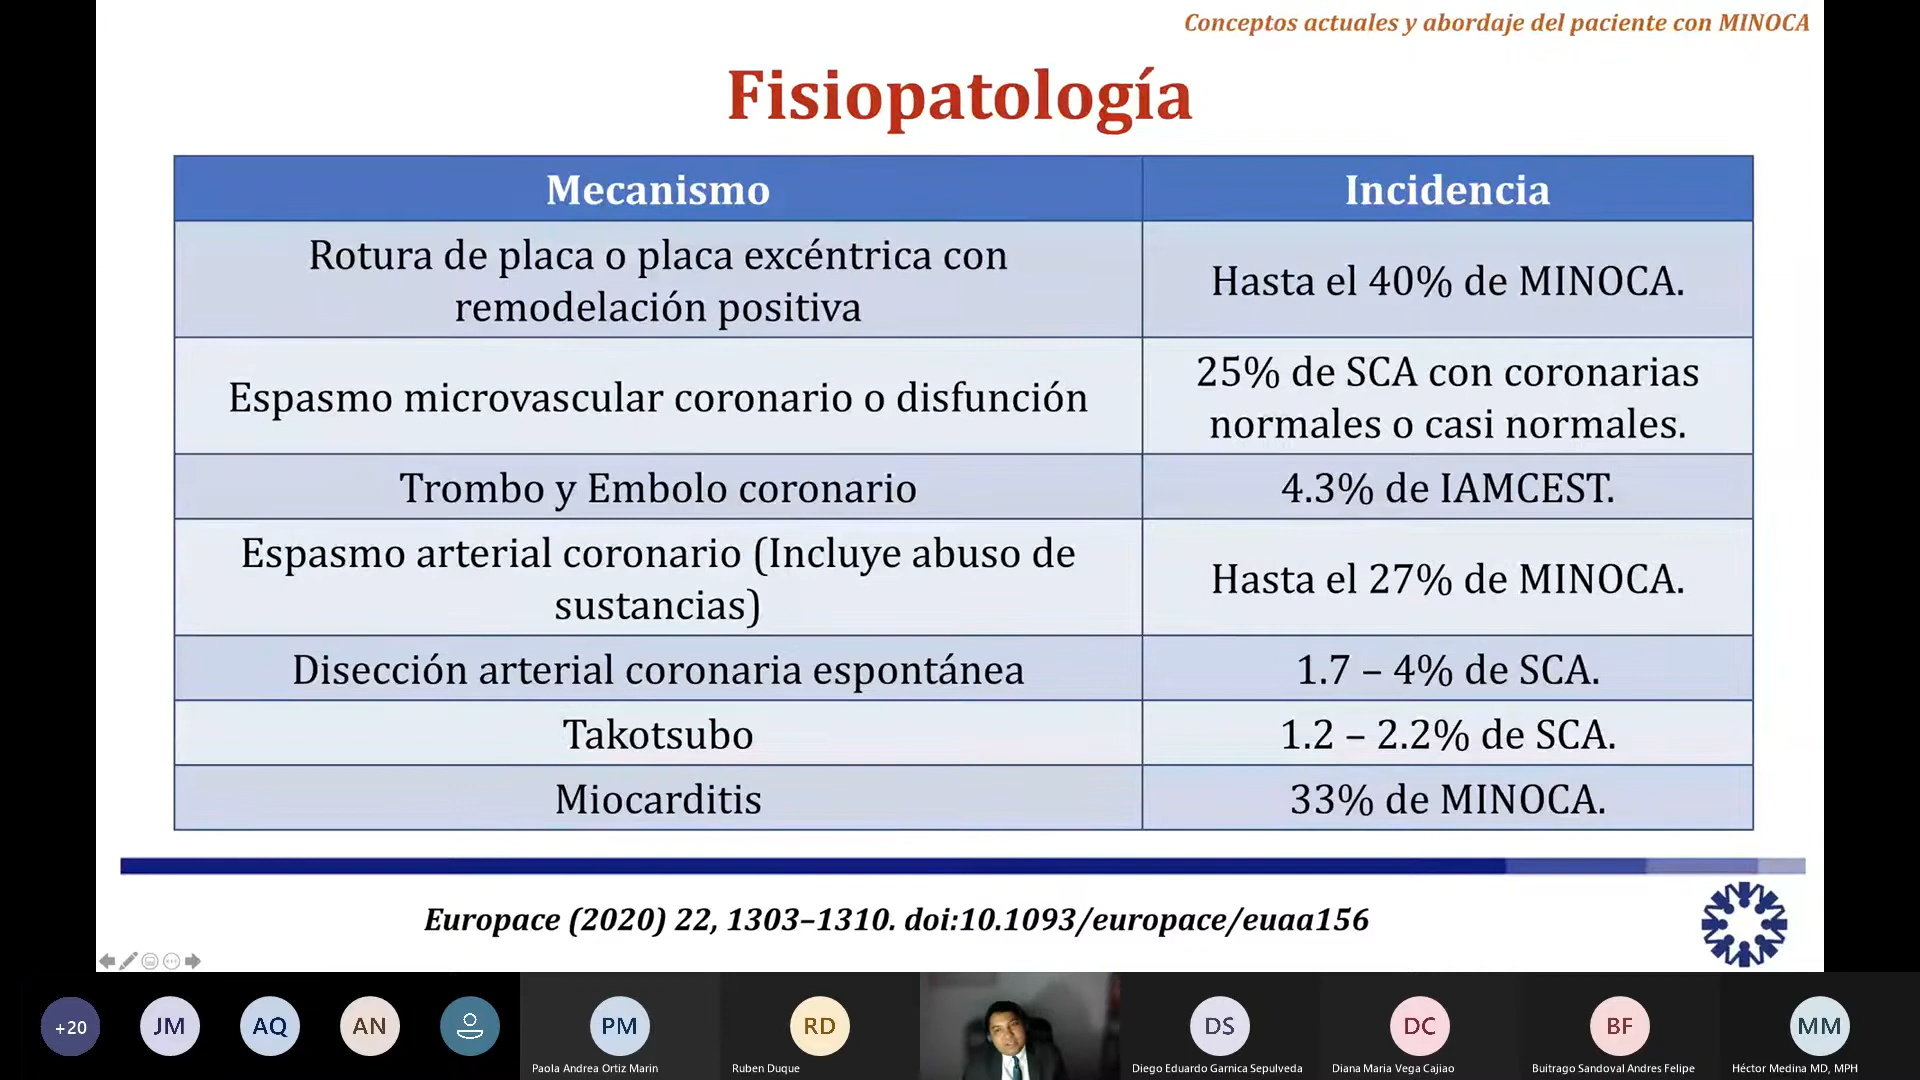 Conceptos actuales y abordaje del paciente con MINOCA
Fisiopatología
Mecanismo
Incidencia
Rotura de placa o placa excéntrica con
remodelación positiva
Hasta el 40% de MINOCA.
Espasmo microvascular coronario o disfunción
25% de SCA con coronarias
normales o casi normales.
Trombo y Embolo coronario
4.3% de IAMCEST.
Espasmo arterial coronario (Incluye abuso de
sustancias)
Hasta el 27% de MINOCA.
Disección arterial coronaria espontánea
1.7 – 4% de SCA.
Takotsubo
1.2 – 2.2% de SCA.
Miocarditis
33% de MINOCA.
Europace (2020) 22, 1303–1310. doi:10.1093/europace/euaa156
+20
JM
AQ
AN
PM
RD
DS
DC
BF
MM
Paola Andrea Ortiz Marin
Ruben Duque
Diego Eduardo Garnica Sepulveda
Diana Maria Vega Cajiao
Buitrago Sandoval Andres Felipe
Héctor Medina MD, MPH